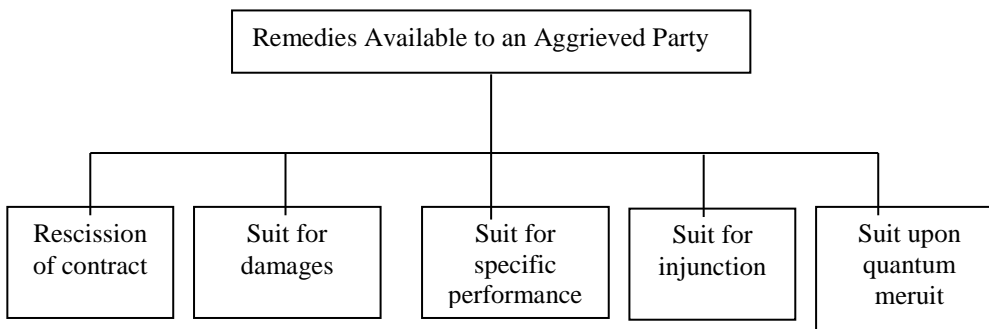 Remedies Available to an Aggrieved Party
Rescission
of contract
Suit for
damages
Suit for
specific
performance
Suit for
injunction
Suit upon
quantum
meruit